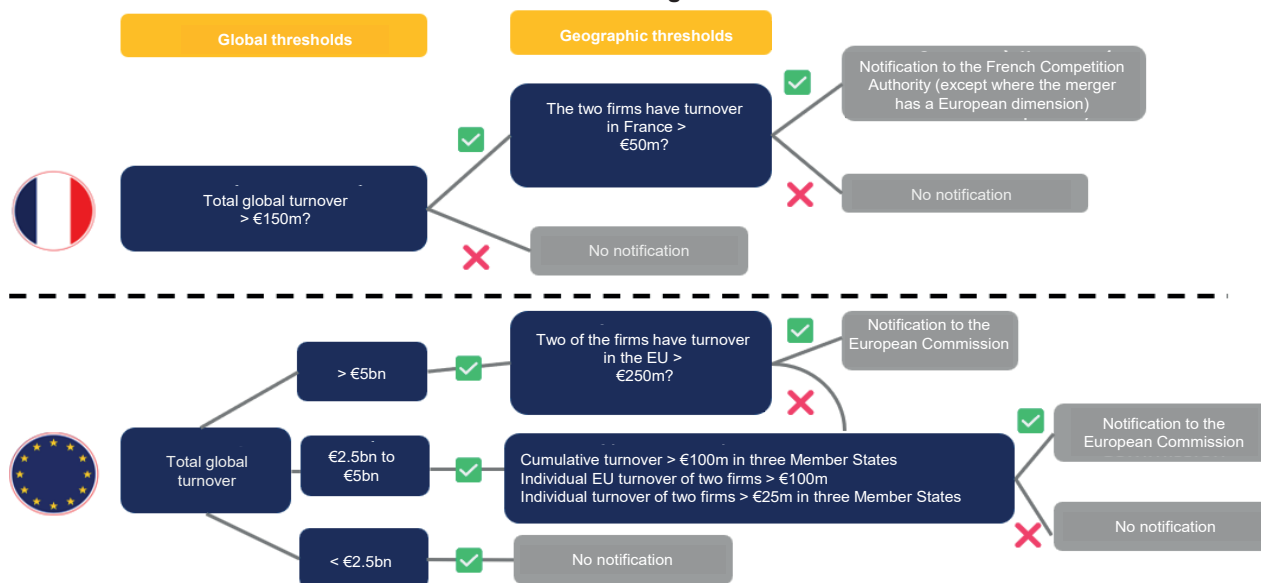 Global thresholds
Geographic thresholds
Notification to the French Competition
Authority (except where the merger
has a European dimension)
The two firms have turnover
in France >
€50m?
Total global turnover
> €150m?
No notification
No notification
Two of the firms have turnover
in the EU >
€250m?
Notification to the
European Commission
> €5bn
Total global
turnover
€2.5bn to
€5bn
Cumulative turnover > €100m in three Member States
Individual EU turnover of two firms > €100m
Individual turnover of two firms > €25m in three Member States
Notification to the
European Commission
No notification
< €2.5bn
No notification